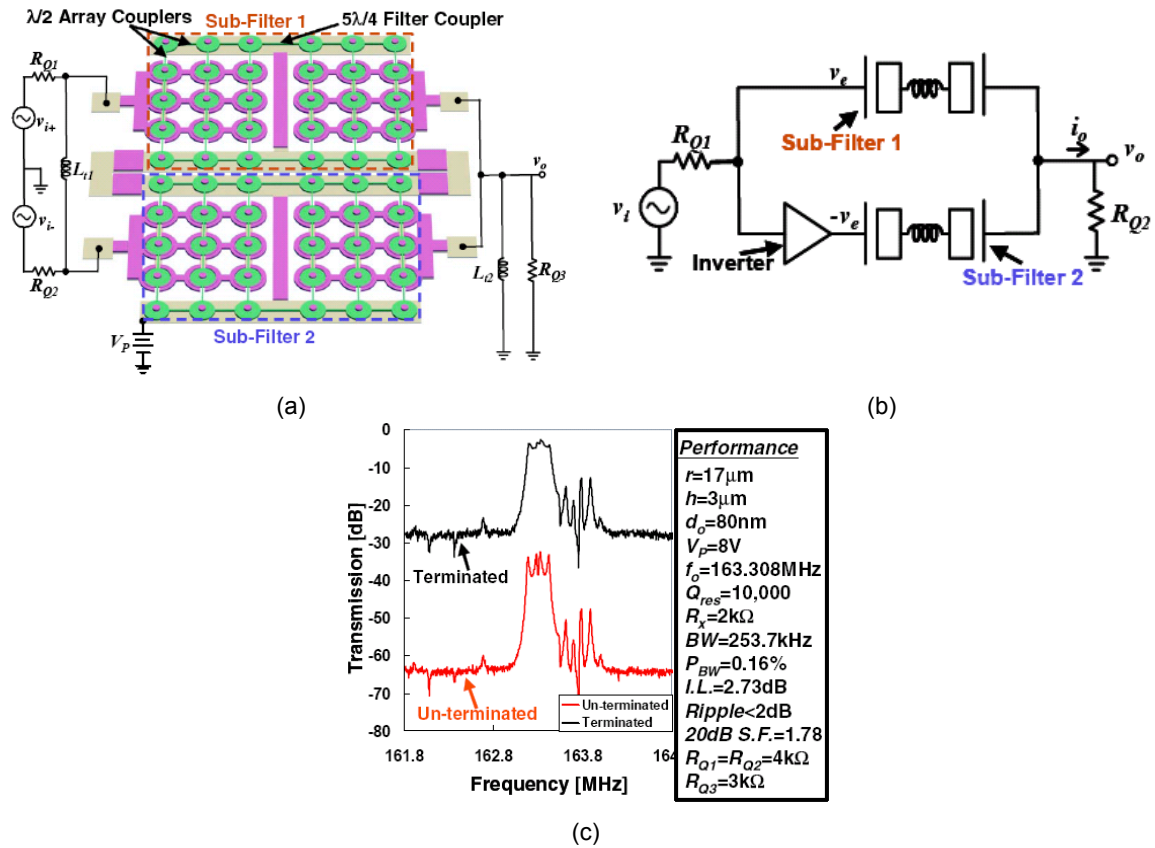 λ/2 Array Couplers
Sub-Filter 1
5λ/4 Filter Coupler
RQ1
vi+
Lt1
vi-
RQ2
VP
Sub-Filter 2
vo
Lt2
RQ3
(a)
ve
Sub-Filter 1
RQ1
vi
Inverter
-ve
Sub-Filter 2
io
vo
RQ2
(b)
Transmission [dB]
0
-10
-20
-30
-40
-50
-60
-70
-80
Terminated
Un-terminated
Un-terminated
Terminated
161.8
162.8
163.8
164
Frequency [MHz]
Performance
r=17μm
h=3μm
do=80nm
VP=8V
fo=163.308MHz
Qres=10,000
Rx=2kΩ
BW=253.7kHz
PBW=0.16%
I.L.=2.73dB
Ripple<2dB
20dB S.F.=1.78
RQ1=RQ2=4kΩ
RQ3=3kΩ
(c)